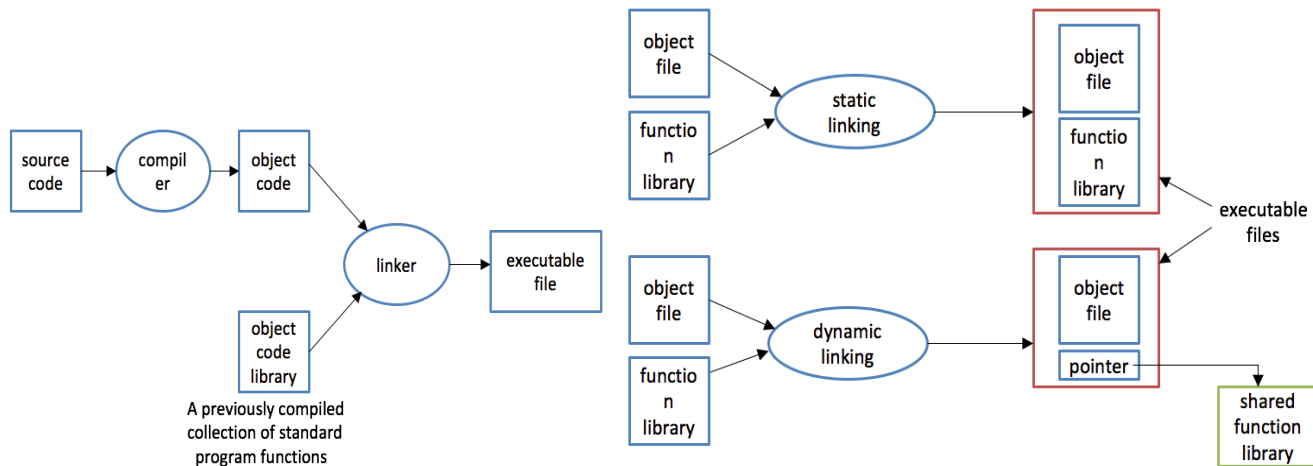 source
code
compil
er
object
code
linker
executable
file
object
code
library
A previously compiled
collection of standard
program functions
object
file
functio
n
library
static
linking
object
file
functio
n
library
executable
files
object
file
functio
n
library
dynamic
linking
object
file
pointer
shared
function
library